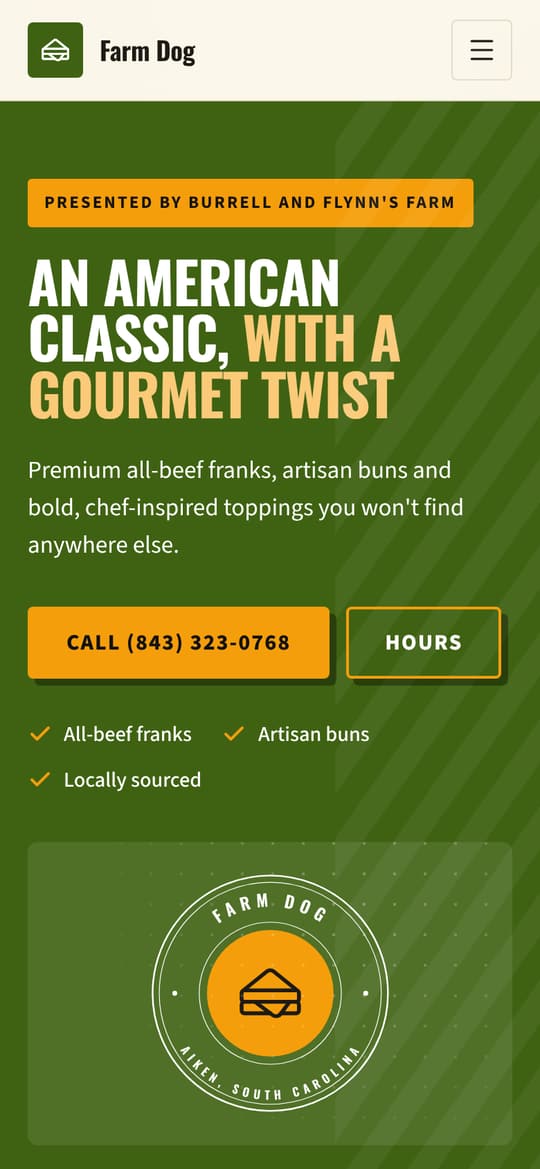 Farm Dog
PRESENTED BY BURRELL AND FLYNN'S FARM
AN AMERICAN
CLASSIC, WITH A
GOURMET TWIST
Premium all-beef franks, artisan buns and
bold, chef-inspired toppings you won't find
anywhere else.
CALL (843) 323-0768
HOURS
All-beef franks
Artisan buns
Locally sourced
FARM DOG
AIKEN, SOUTH CAROLINA